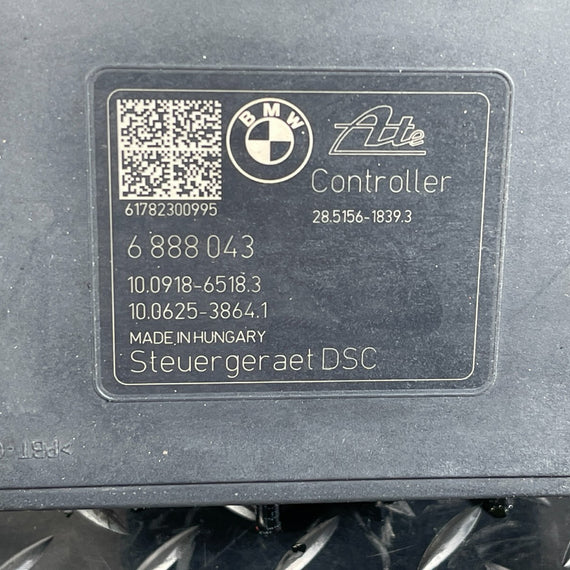 BMW
Ate
Controller
61782300995
28.5156-1839.3
6 888 043
10.0918-6518.3
10.0625-3864.1
MADE IN HUNGARY
Steuergeraet DSC